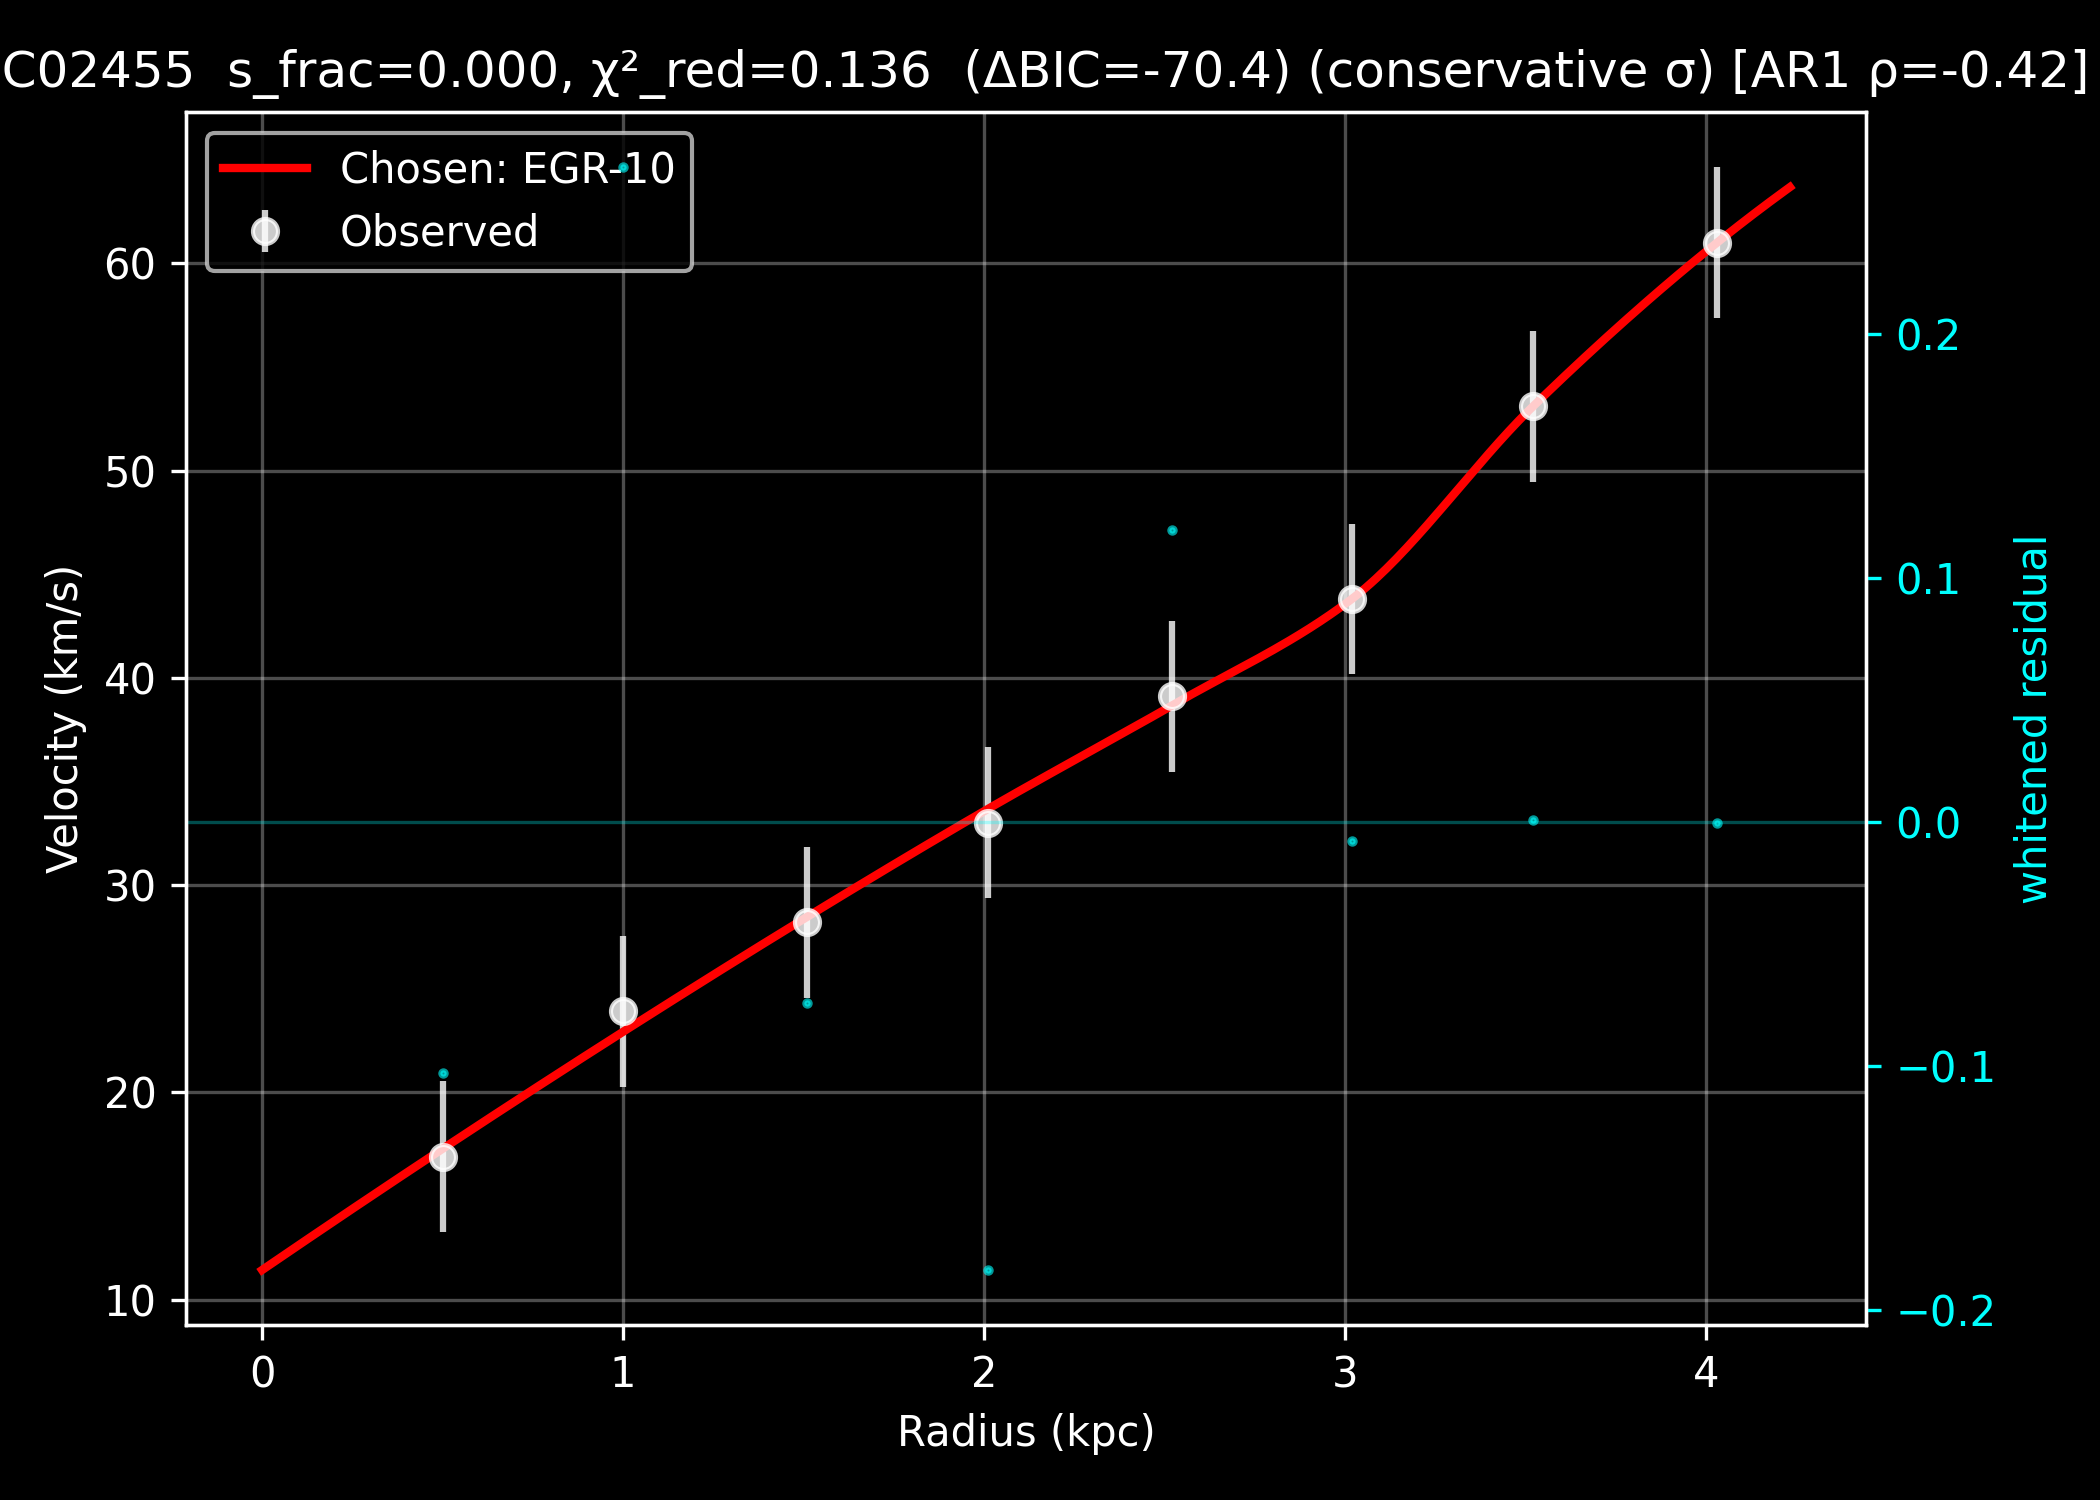 C02455 s_frac=0.000, χ²_red=0.136 (ΔBIC=-70.4) (conservative σ) [AR1 ρ=-0.42]
Chosen: EGR-10
Observed
Velocity (km/s)
60
50
40
30
20
10
0
1
2
3
4
Radius (kpc)
0.2
0.1
0.0
−0.1
−0.2
whitened residual